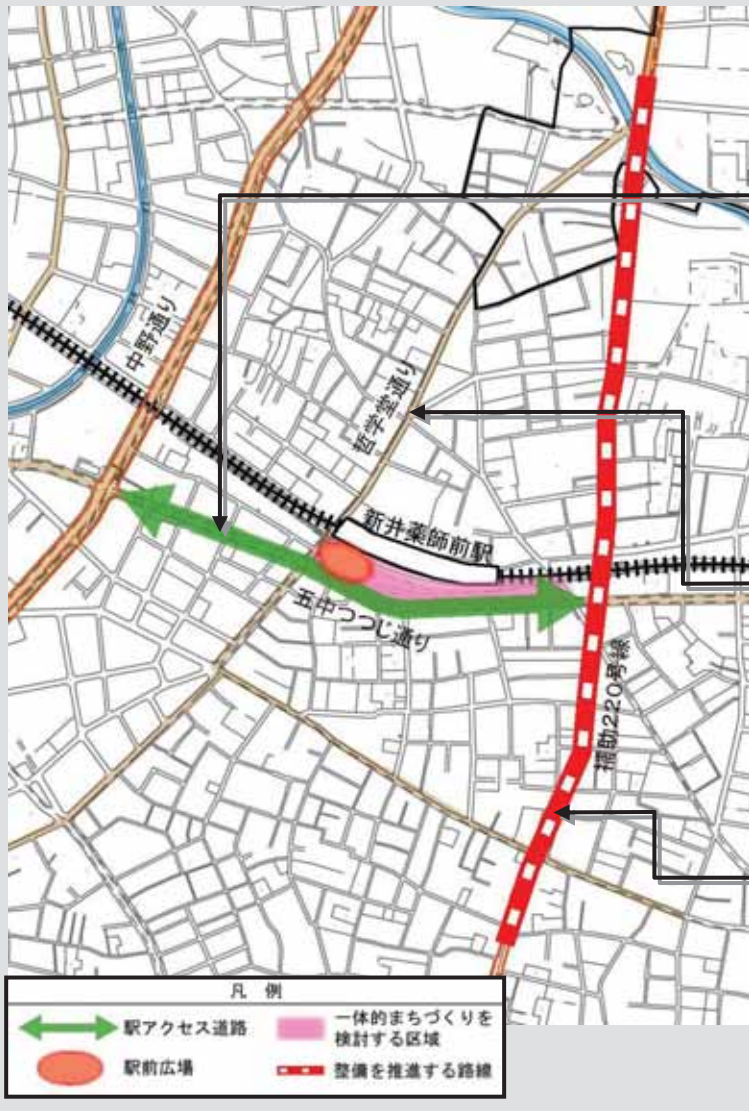 中野通り
哲学堂通り
新井薬師前駅
五中つつじ通り
補助220号線
凡 例
駅アクセス道路
一体的まちづくりを
検討する区域
駅前広場
整備を推進する路線